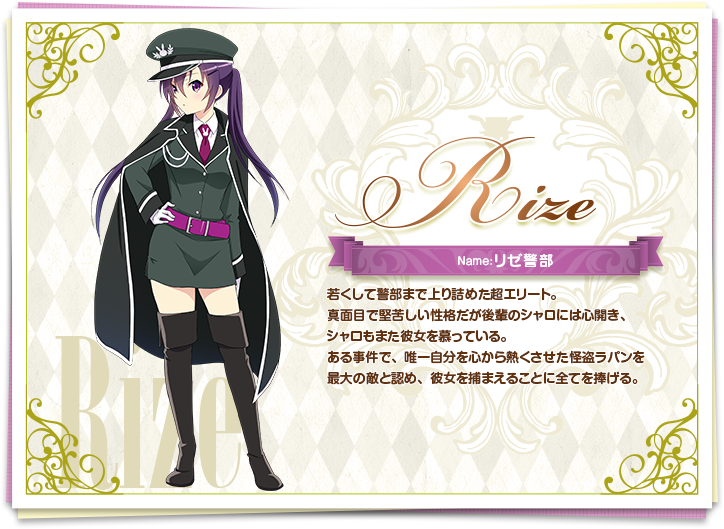 Rize
Name:リゼ警部
若くして警部まで上り詰めた超エリート。
真面目で堅苦しい性格だが後輩のシャロには心開き、
シャロもまた彼女を慕っている。
ある事件で、唯一自分を心から熱くさせた怪盗ラパンを
最大の敵と認め、彼女を捕まえることに全てを捧げる。
Rize